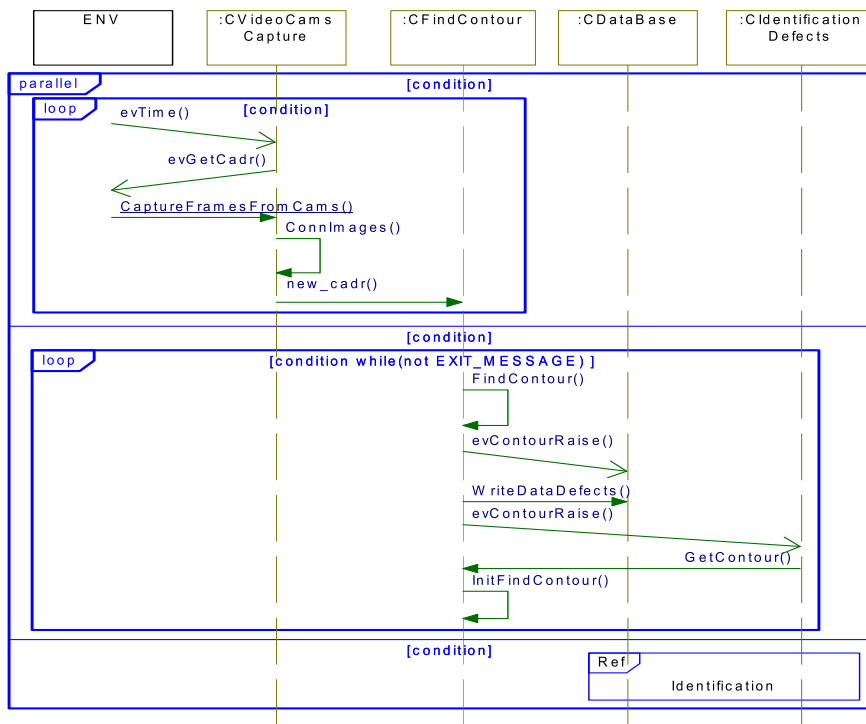 ENV
:CVideoCams
Capture
:CFindContour
:CDataBase
:CIdentification
Defects
parallel
[condition]
loop
[condition]
evTime()
evGetCadr()
CaptureFramesFromCams()
ConnImages()
new_cadr()
[condition]
loop
[condition while(not EXIT_MESSAGE) ]
FindContour()
evContourRaise()
WriteDataDefects()
evContourRaise()
GetContour()
InitFindContour()
[condition]
Ref
Identification